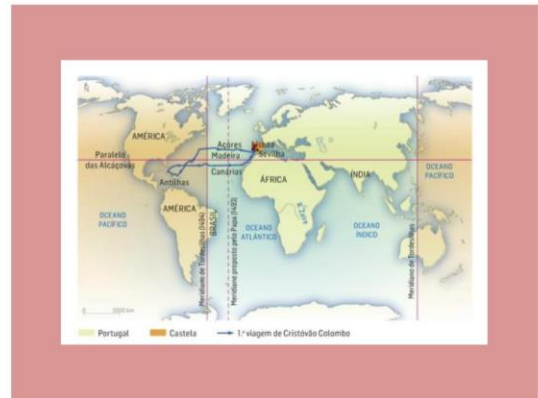 AMÉRICA
Açores
Lisboa
Madeira
Sevilha
Paralelo
das Alcáçovas
Canárias
Antilhas
ÁFRICA
ÍNDIA
OCEANO
PACÍFICO
AMÉRICA
BRASIL
R. Zaire
OCEANO
PACÍFICO
OCEANO
ATLÂNTICO
OCEANO
ÍNDICO
Meridiano de Tordesilhas (1494)
Meridiano proposto pelo Papa (1493)
Meridiano de Tordesilhas
Portugal
Castela
1.ª viagem de Cristóvão Colombo